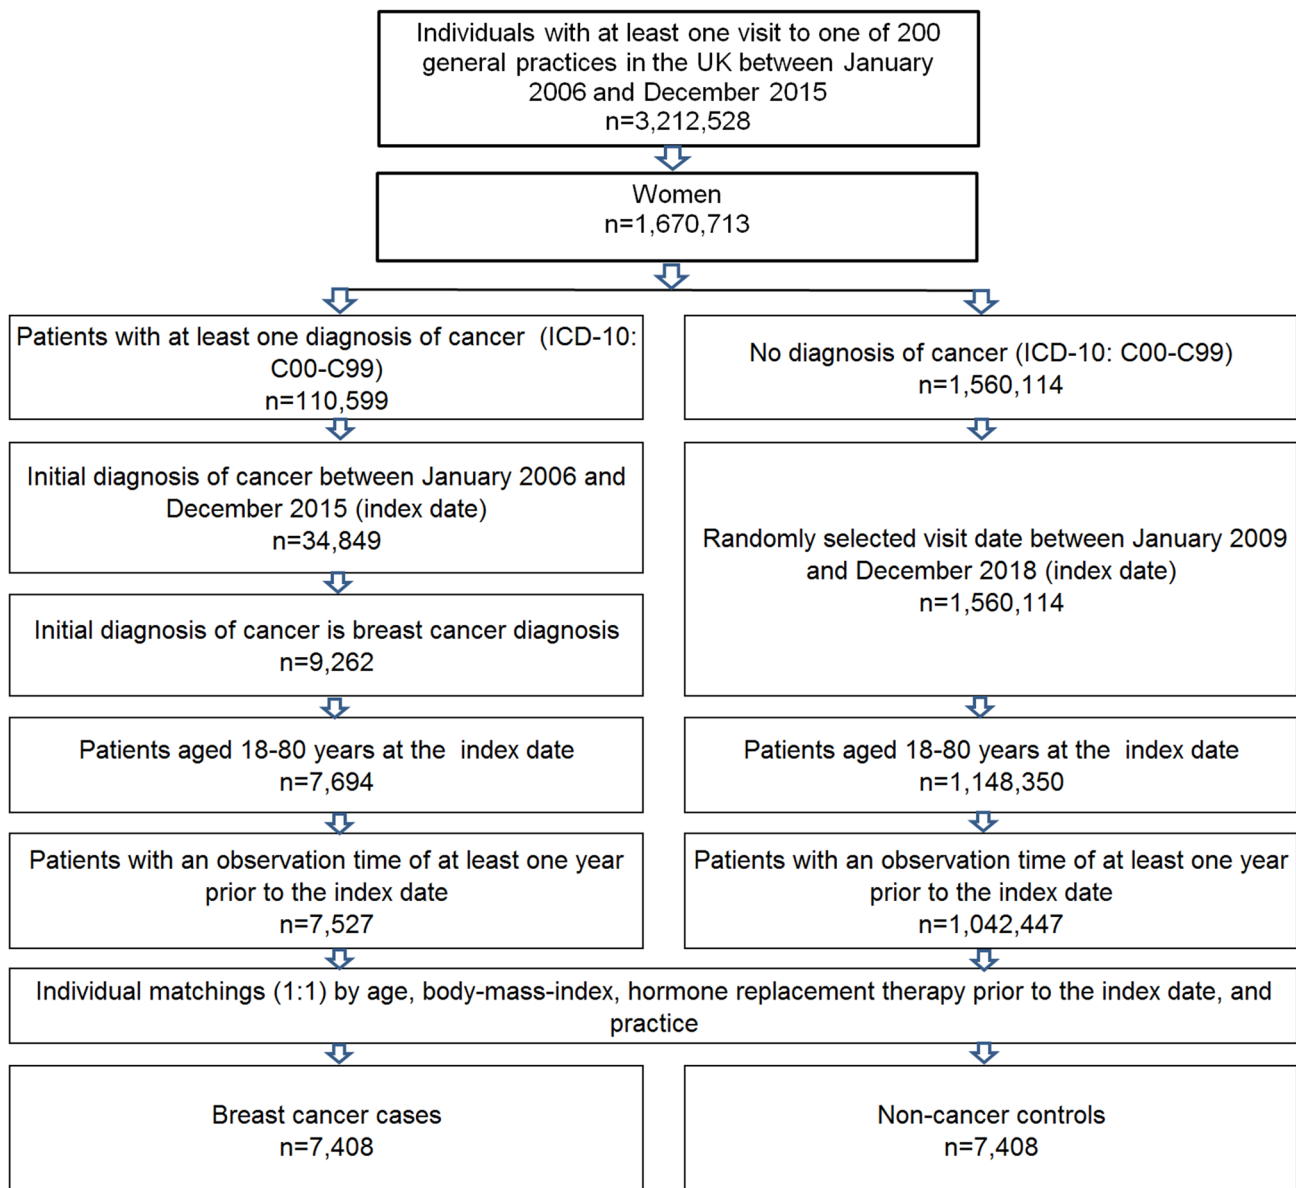 Individuals with at least one visit to one of 200
general practices in the UK between January
2006 and December 2015
n=3,212,528
Women
n=1,670,713
Patients with at least one diagnosis of cancer (ICD-10:
C00-C99)
n=110,599
No diagnosis of cancer (ICD-10: C00-C99)
n=1,560,114
Initial diagnosis of cancer between January 2006 and
December 2015 (index date)
n=34,849
Randomly selected visit date between January 2009
and December 2018 (index date)
n=1,560,114
Initial diagnosis of cancer is breast cancer diagnosis
n=9,262
Patients aged 18-80 years at the index date
n=7,694
Patients aged 18-80 years at the index date
n=1,148,350
Patients with an observation time of at least one year
prior to the index date
n=7,527
Patients with an observation time of at least one year
prior to the index date
n=1,042,447
Individual matchings (1:1) by age, body-mass-index, hormone replacement therapy prior to the index date, and
practice
Breast cancer cases
n=7,408
Non-cancer controls
n=7,408